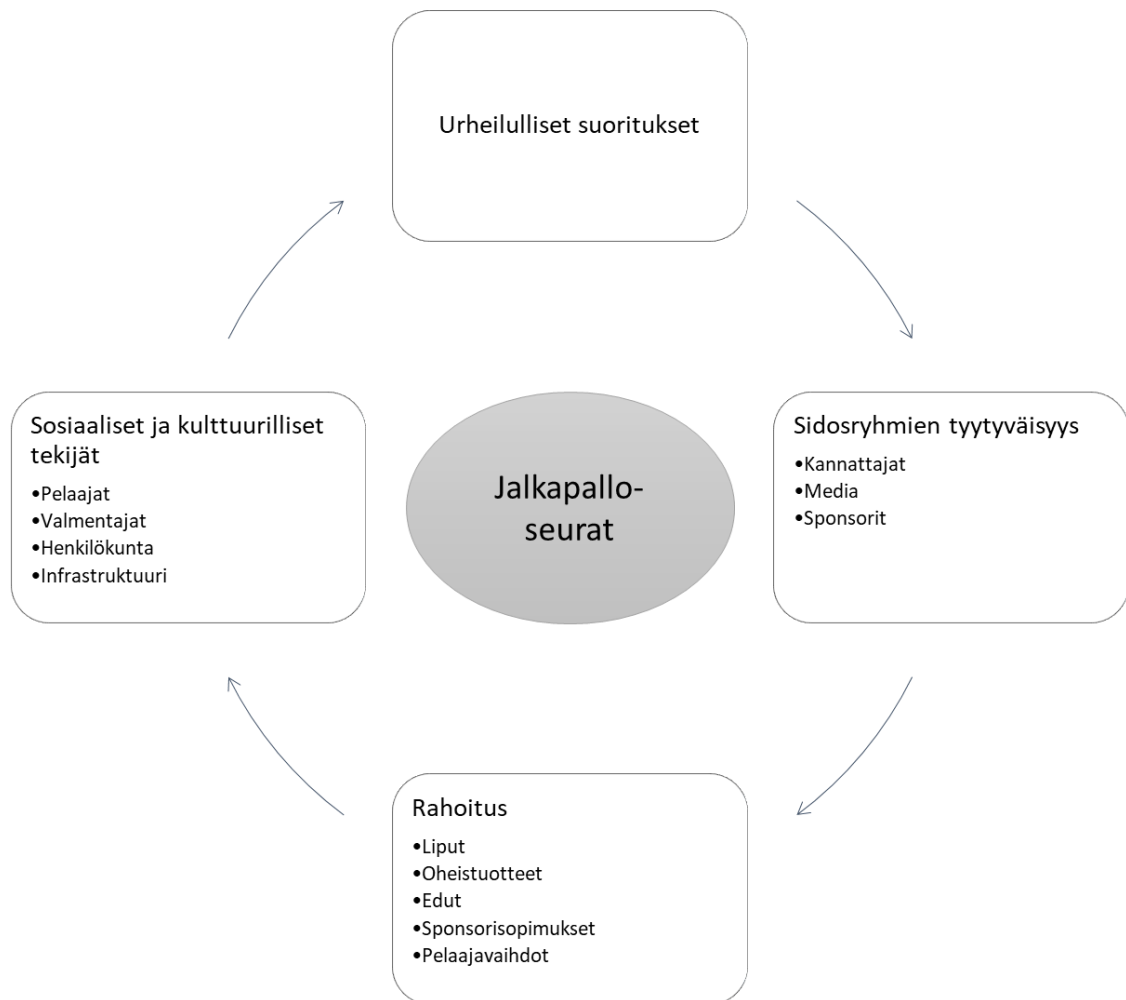 Urheilulliset suoritukset
Sosiaaliset ja kulttuurilliset
tekijät
•Pelaajat
•Valmentajat
•Henkilökunta
•Infrastruktuuri
Jalkapallo-
seurat
Sidosryhmien tyytyväisyys
•Kannattajat
•Media
•Sponsorit
Rahoitus
•Liput
•Oheistuotteet
•Edut
•Sponsorisopimukset
•Pelaajavaihdot